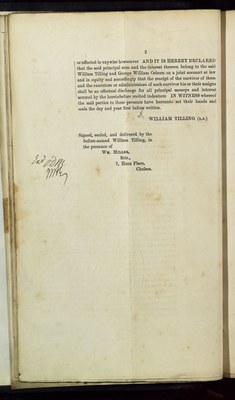 2
or affected in anywise howsoever AND IT IS HEREBY DECLARED
that the said principal sum and the interest thereon belong to the said
William Tilling and George William Osborn on a joint account at law
and in equity and accordingly that the receipt of the survivor of them
and the executors or administrators of such survivor his or their assigns
shall be an effectual discharge for all principal moneys and interest
secured by the hereinbefore recited indenture IN WITNESS whereof
the said parties to these presents have hereunto set their hands and
seals the day and year first before written.
WILLIAM TILLING (L.S.)
Signed, sealed, and delivered by the
before-named William Tilling, in
the presence of
WM. MILLER,
Solr.,
7, Hans Place,
Chelsea.